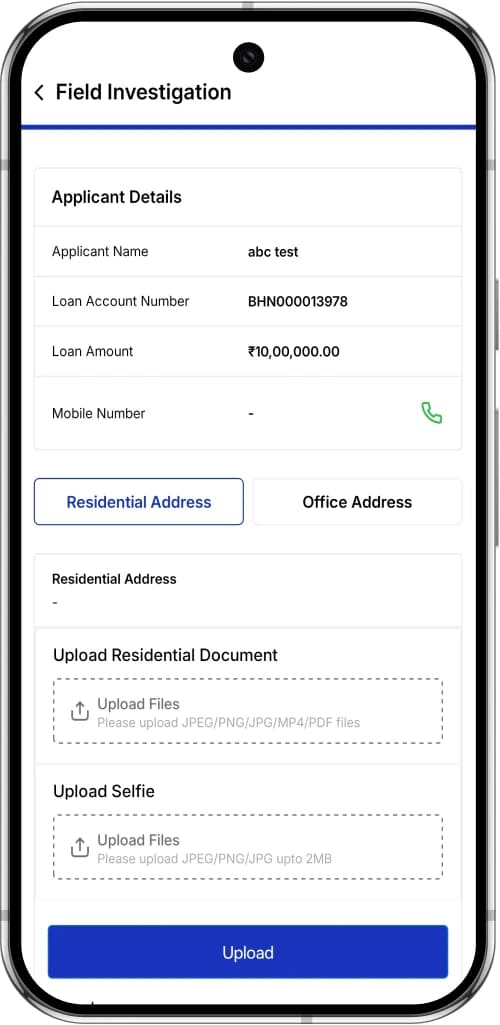 Field Investigation
Applicant Details
Applicant Name abc test
Loan Account Number BHN000013978
Loan Amount ₹10,00,000.00
Mobile Number -
Residential Address Office Address
Residential Address
-
Upload Residential Document
Upload Files
Please upload JPEG/PNG/JPG/MP4/PDF files
Upload Selfie
Upload Files
Please upload JPEG/PNG/JPG upto 2MB
Upload